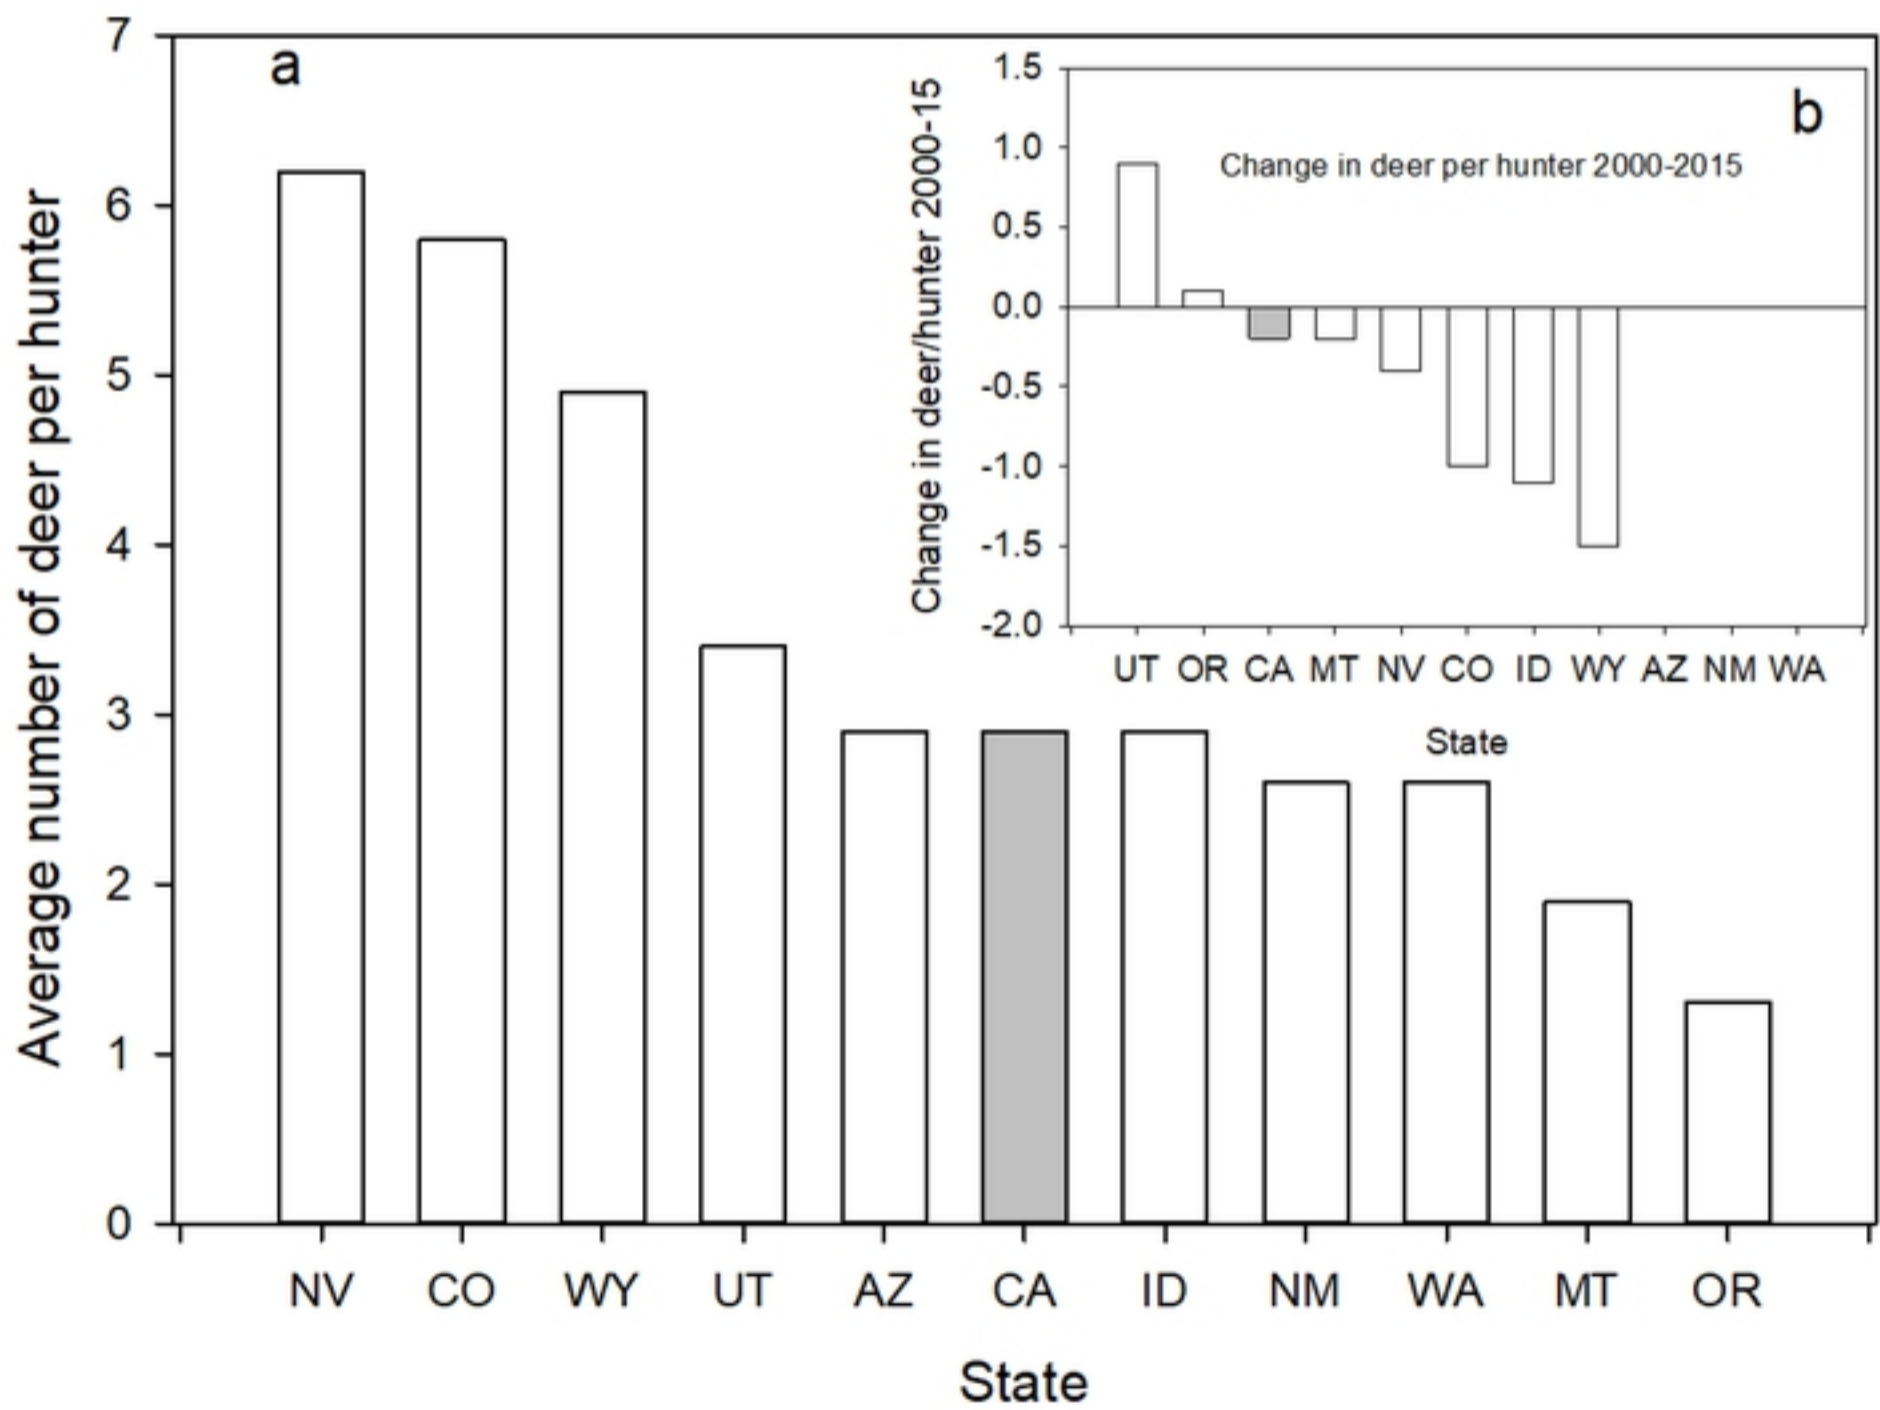 a
Average number of deer per hunter
7
6
5
4
3
2
1
0
NV CO WY UT AZ CA ID NM WA MT OR
State
b
Change in deer per hunter 2000-2015
Change in deer/hunter 2000-15
1.5
1.0
0.5
0.0
-0.5
-1.0
-1.5
-2.0
UT OR CA MT NV CO ID WY AZ NM WA
State